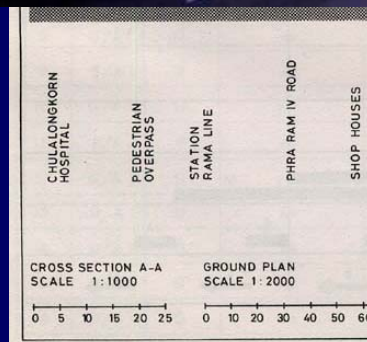 CHULALONGKORN
HOSPITAL
PEDESTRIAN
OVERPASS
STATION
RAMA LINE
PHRA RAM IV ROAD
SHOP HOUSES
CROSS SECTION A-A
SCALE 1:1000
0 5 10 15 20 25
GROUND PLAN
SCALE 1:2000
0 10 20 30 40 50